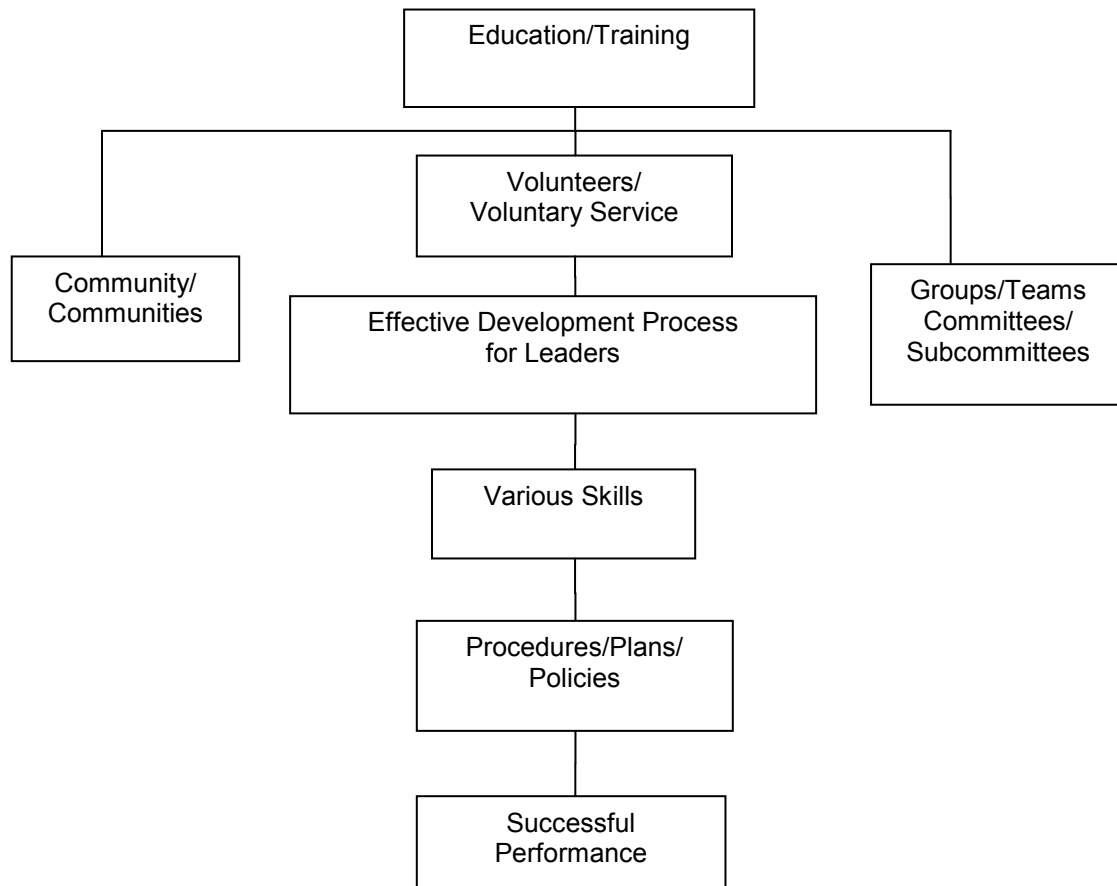 Education/Training
Volunteers/
Voluntary Service
Community/
Communities
Groups/Teams
Committees/
Subcommittees
Effective Development Process
for Leaders
Various Skills
Procedures/Plans/
Policies
Successful
Performance